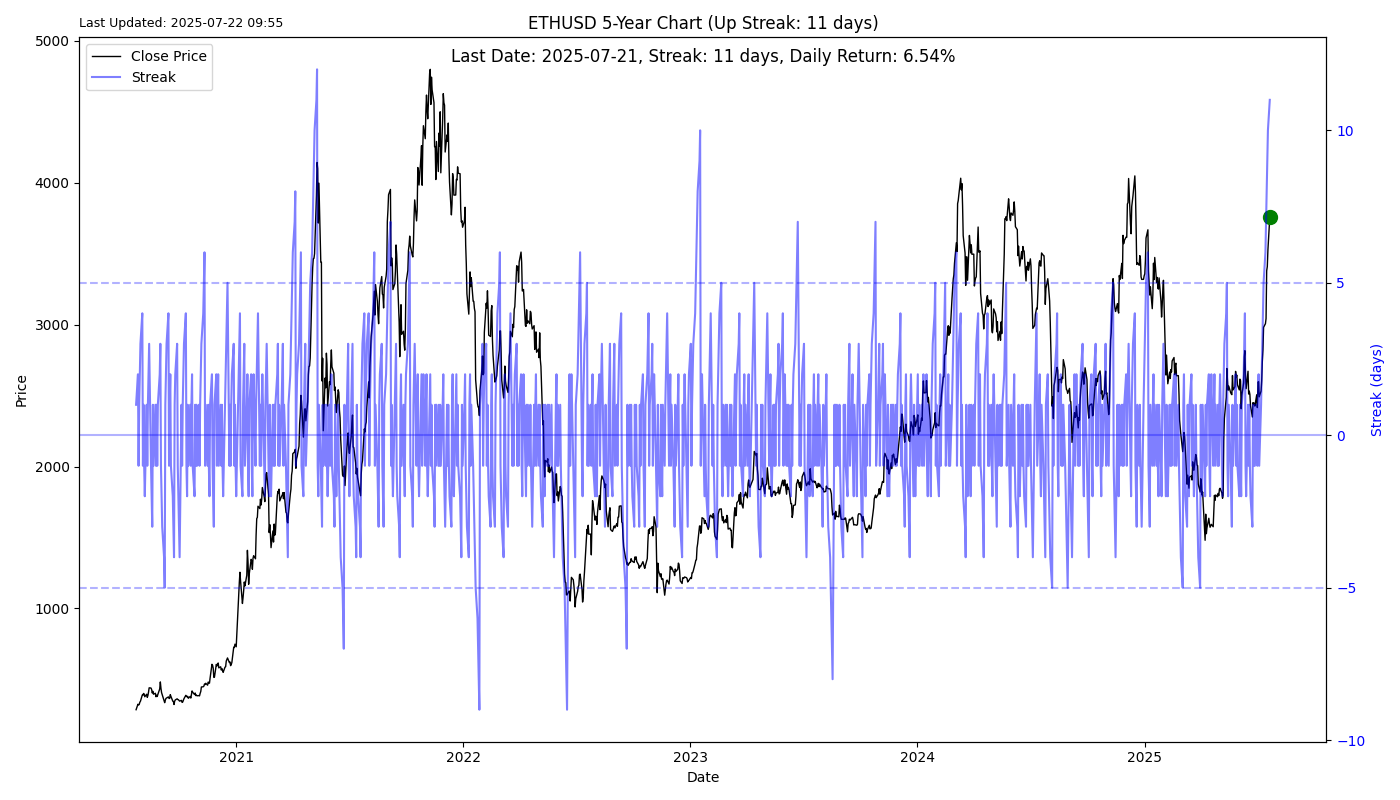 Last Updated: 2025-07-22 09:55
ETHUSD 5-Year Chart (Up Streak: 11 days)
Last Date: 2025-07-21, Streak: 11 days, Daily Return: 6.54%
Close Price
Streak
5000
4000
3000
2000
1000
Price
10
5
0
−5
−10
Streak (days)
2021
2022
2023
2024
2025
Date